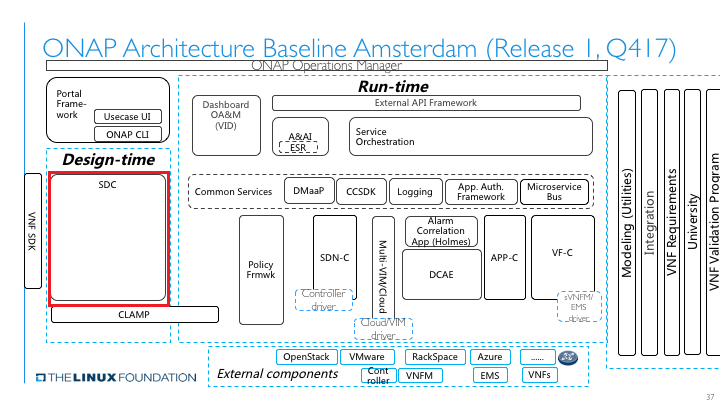 ONAP Architecture Baseline Amsterdam (Release 1, Q417)
ONAP Operations Manager
Portal
Frame-
work
Usecase UI
ONAP CLI
Design-time
SDC
VNF SDK
CLAMP
Run-time
Dashboard
OA&M
(VID)
External API Framework
A&AI
ESR
Service
Orchestration
Common Services
DMaaP
CCSDK
Logging
App. Auth.
Framework
Microservice
Bus
Policy
Frmwk
SDN-C
Controller
driver
Multi-VIM/Cloud
Cloud/VIM
driver
Alarm
Correlation
App (Holmes)
DCAE
APP-C
VF-C
sVNFM/
EMS
driver
Modeling (Utilities)
Integration
VNF Requirements
University
VNF Validation Program
External components
OpenStack
VMware
RackSpace
Azure
......
Cont
roller
VNFM
EMS
VNFs
THE LINUX FOUNDATION
37